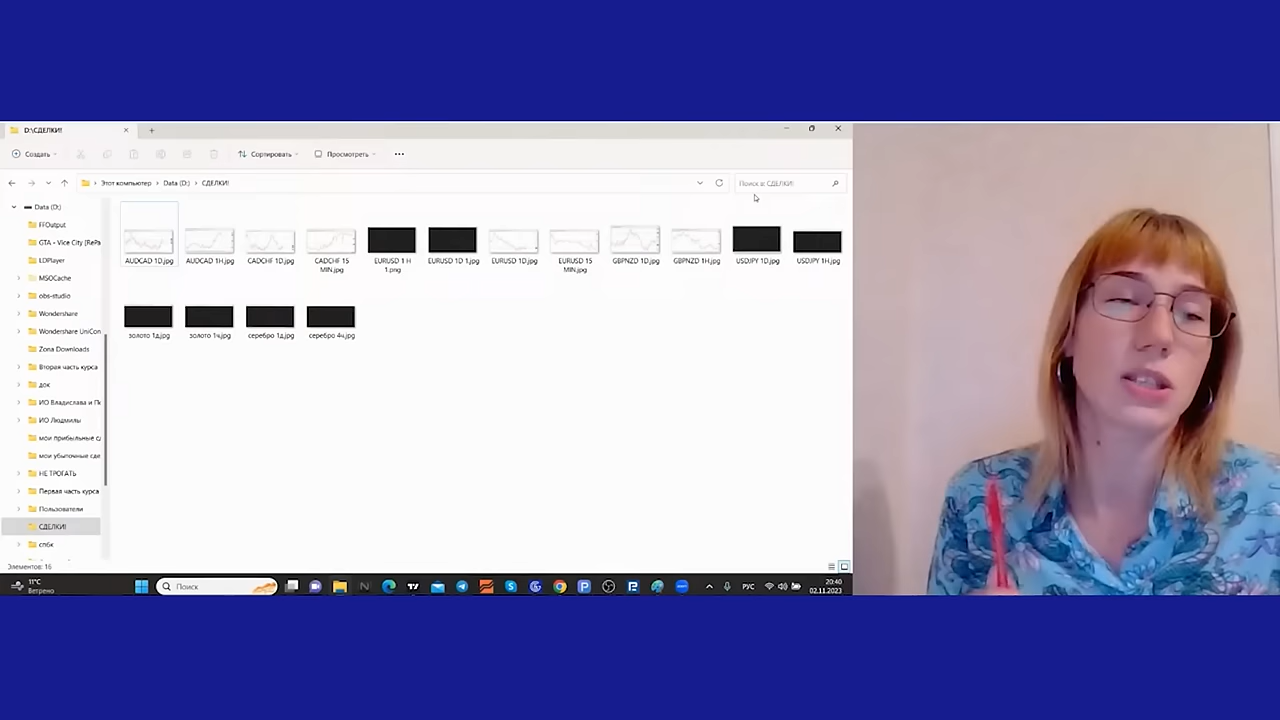 D:\СДЕЛКИ!
Создать
Сортировать
Просмотреть
Этот компьютер > Data (D:) > СДЕЛКИ!
Поиск в: СДЕЛКИ!
Data (D:)
FFOutput
GTA - Vice City (RePa
LDPlayer
MSOCache
obs-studio
Wondershare
Wondershare UniCon
Zona Downloads
Вторая часть курса
док
ИО Владислава и Пе
ИО Людмилы
мои прибыльные сд
мои убыточные сде
НЕ ТРОГАТЬ
Первая часть курса
Пользователи
СДЕЛКИ!
спбк
AUDCAD 1D.jpg
AUDCAD 1H.jpg
CADCHF 1D.jpg
CADCHF 15 MIN.jpg
EURUSD 1 H 1.png
EURUSD 1D 1.jpg
EURUSD 1D.jpg
EURUSD 15 MIN.jpg
GBPNZD 1D.jpg
GBPNZD 1H.jpg
USDJPY 1D.jpg
USDJPY 1H.jpg
золото 1д.jpg
золото 1ч.jpg
серебро 1д.jpg
серебро 4ч.jpg
Элементов: 16
11°C
Ветрено
Поиск
РУС
20:40
02.11.2023